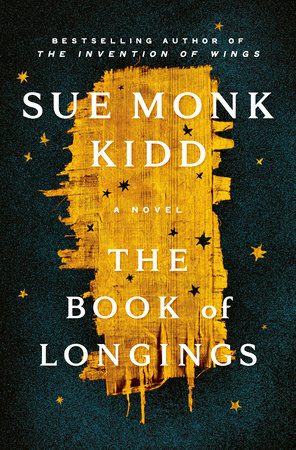 BESTSELLING AUTHOR OF
THE INVENTION OF WINGS
SUE MONK
KIDD
A NOVEL
THE
BOOK of
LONGINGS